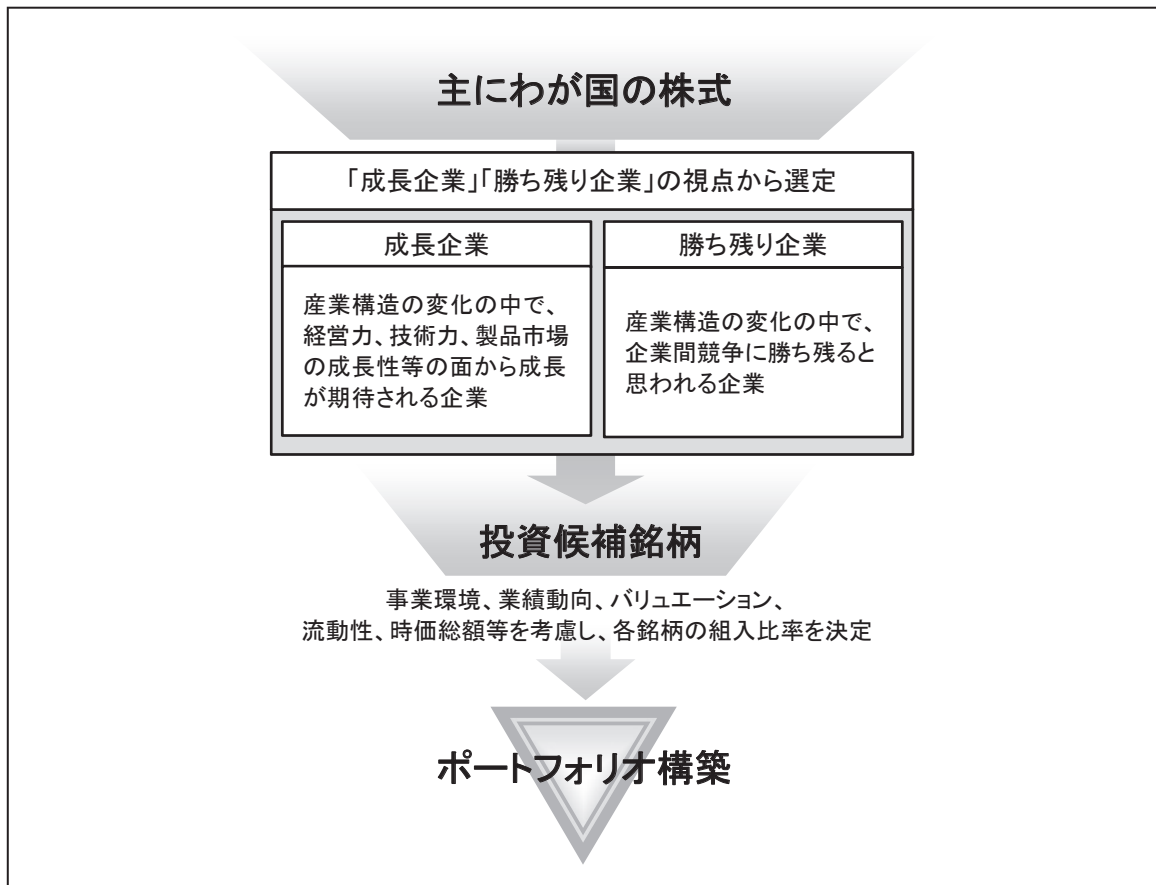 主にわが国の株式
「成長企業」「勝ち残り企業」の視点から選定
成長企業
産業構造の変化の中で、
経営力、技術力、製品市場
の成長性等の面から成長
が期待される企業
勝ち残り企業
産業構造の変化の中で、
企業間競争に勝ち残ると
思われる企業
投資候補銘柄
事業環境、業績動向、バリュエーション、
流動性、時価総額等を考慮し、各銘柄の組入比率を決定
ポートフォリオ構築